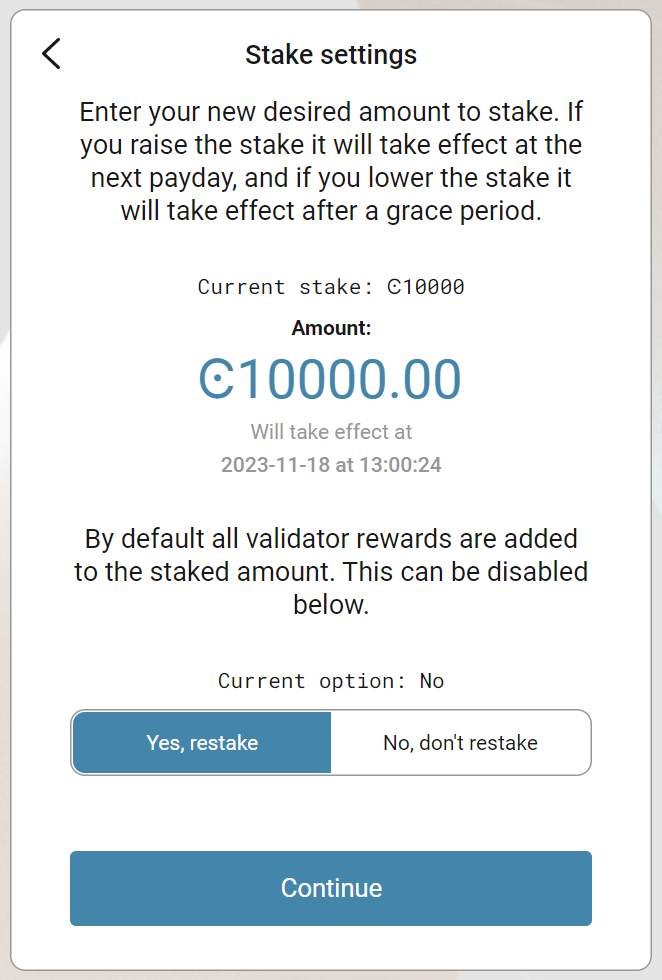 Stake settings
Enter your new desired amount to stake. If
you raise the stake it will take effect at the
next payday, and if you lower the stake it
will take effect after a grace period.
Current stake: Ͼ10000
Amount:
Ͼ10000.00
Will take effect at
2023-11-18 at 13:00:24
By default all validator rewards are added
to the staked amount. This can be disabled
below.
Current option: No
Yes, restake
No, don't restake
Continue